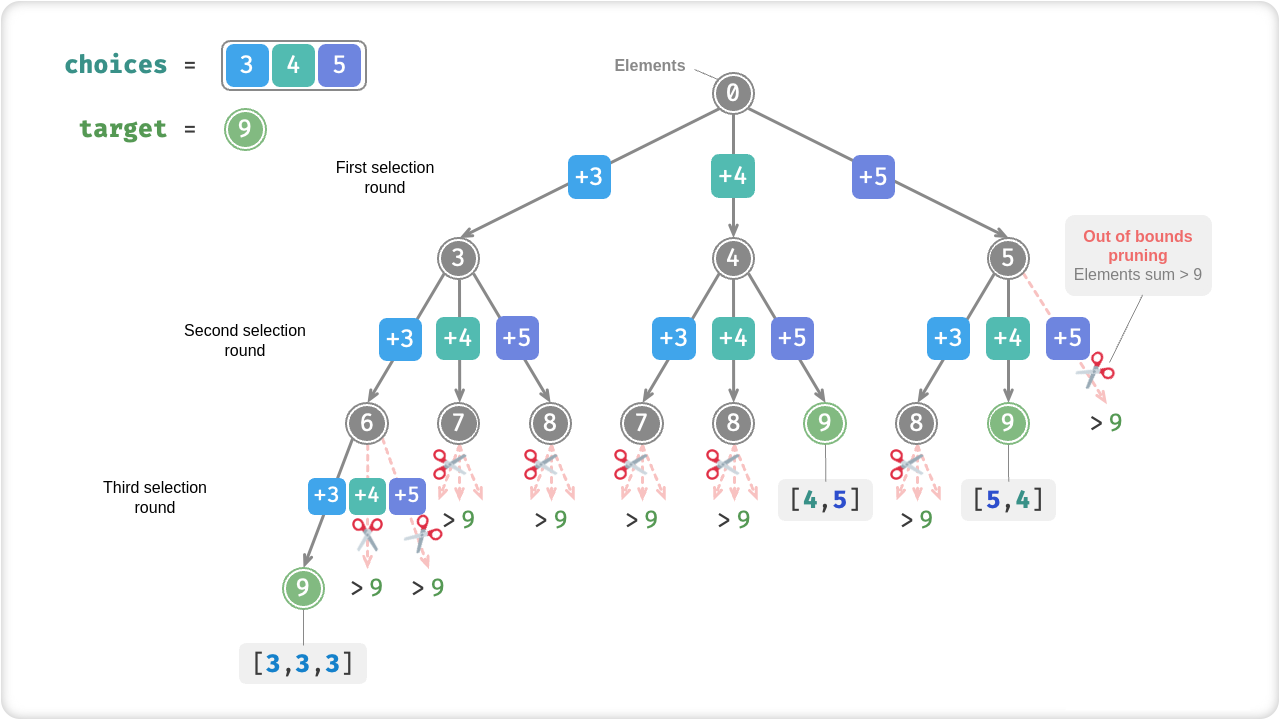 choices = 3 4 5
target = 9
Elements
0
First selection
round
+3 +4 +5
3 4 5
Out of bounds
pruning
Elements sum > 9
Second selection
round
+3 +4 +5 +3 +4 +5 +3 +4 +5
6 7 8 7 8 9 8 9 > 9
Third selection
round
+3 +4 +5
[4,5] [5,4]
> 9 > 9 > 9 > 9 > 9
9 > 9 > 9
[3,3,3]